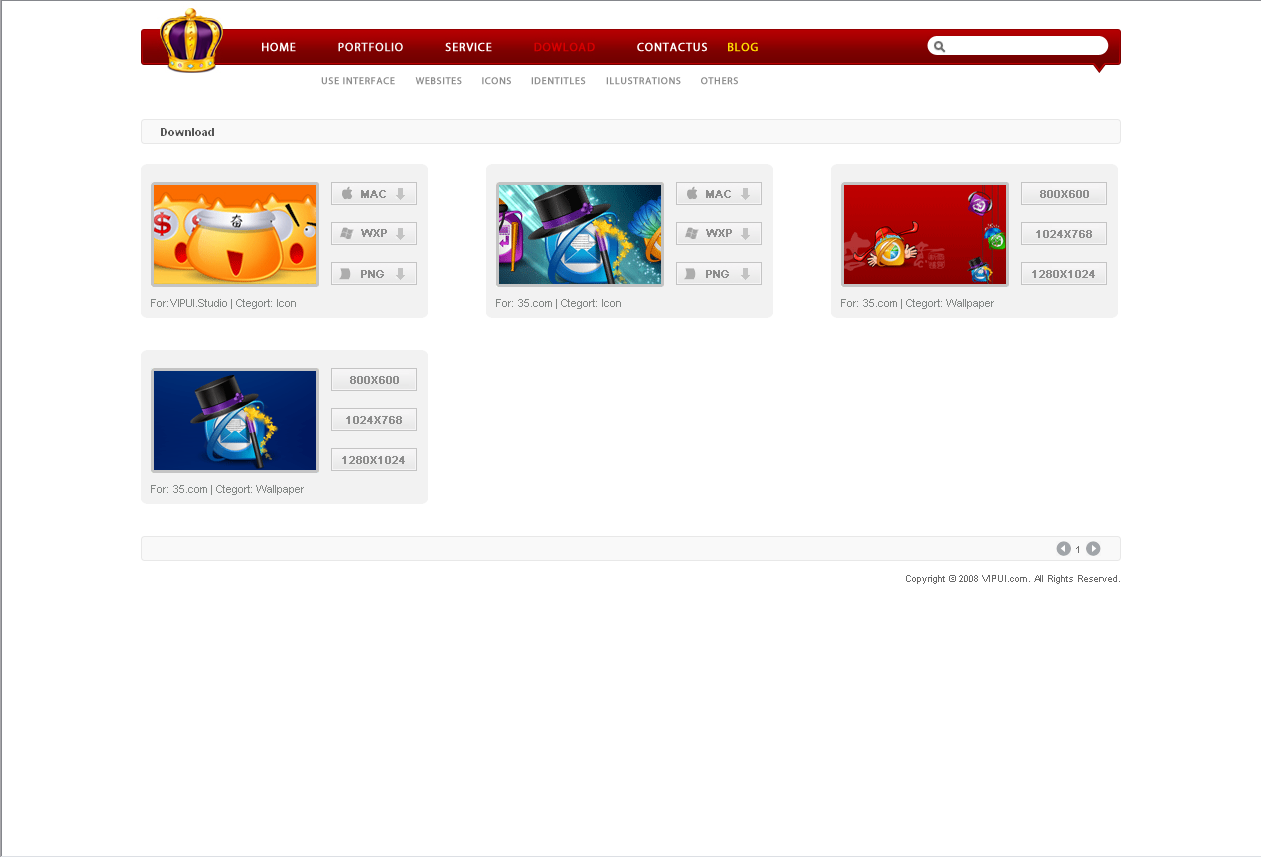 HOME PORTFOLIO SERVICE DOWLOAD CONTACTUS BLOG
USE INTERFACE WEBSITES ICONS IDENTITLES ILLUSTRATIONS OTHERS
Download
$ 夯 $
MAC
WXP
PNG
For:VIPUI.Studio | Ctegort: Icon
MAC
WXP
PNG
For: 35.com | Ctegort: Icon
800X600
1024X768
1280X1024
For: 35.com | Ctegort: Wallpaper
800X600
1024X768
1280X1024
For: 35.com | Ctegort: Wallpaper
1
Copyright © 2008 VIPUI.com. All Rights Reserved.